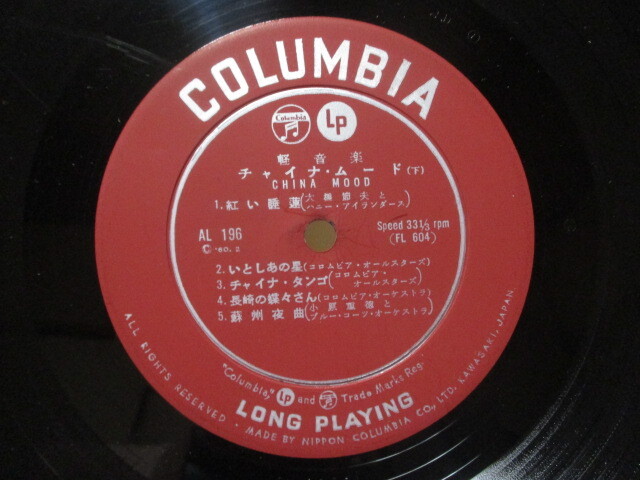 COLUMBIA
Columbia
Lp
軽音楽
チャイナ・ムード(下)
CHINA MOOD
1.紅い睡蓮(大橋節夫とハニー・アイランダース)
AL 196
Speed 33 1/3 rpm
(FL 604)
2.いとしあの星(コロムビア・オールスターズ)
3.チャイナ・タンゴ(コロムビア・オールスターズ)
4.長崎の蝶々さん(コロムビア・オーケストラ)
5.蘇州夜曲(小原重徳とブルー・コーツ・オーケストラ)
"Columbia," Lp and Trade Marks Reg.
LONG PLAYING
ALL RIGHTS RESERVED · MADE BY NIPPON COLUMBIA CO., LTD. KAWASAKI, JAPAN.